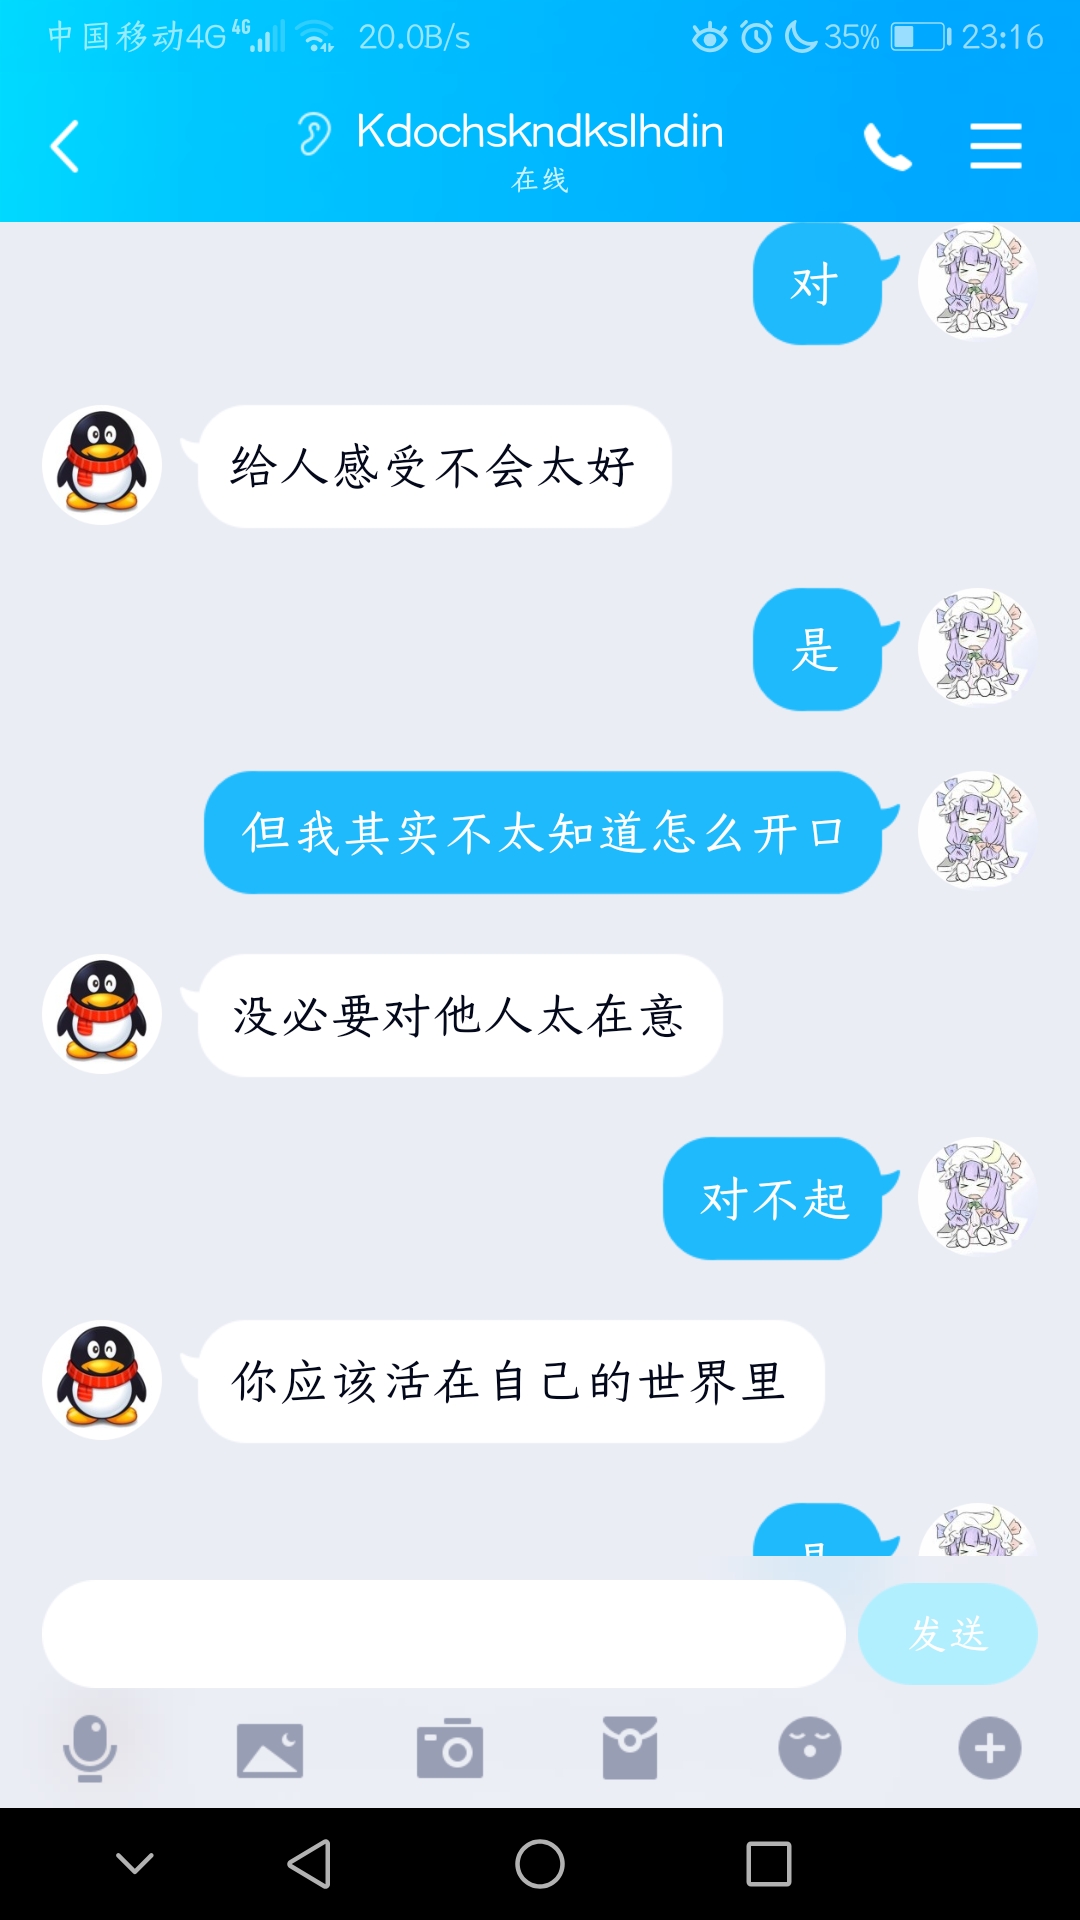 中国移动4G 4G 20.0B/s 35% 23:16
Kdochskndkslhdin
在线
对
给人感受不会太好
是
但我其实不太知道怎么开口
没必要对他人太在意
对不起
你应该活在自己的世界里
发送